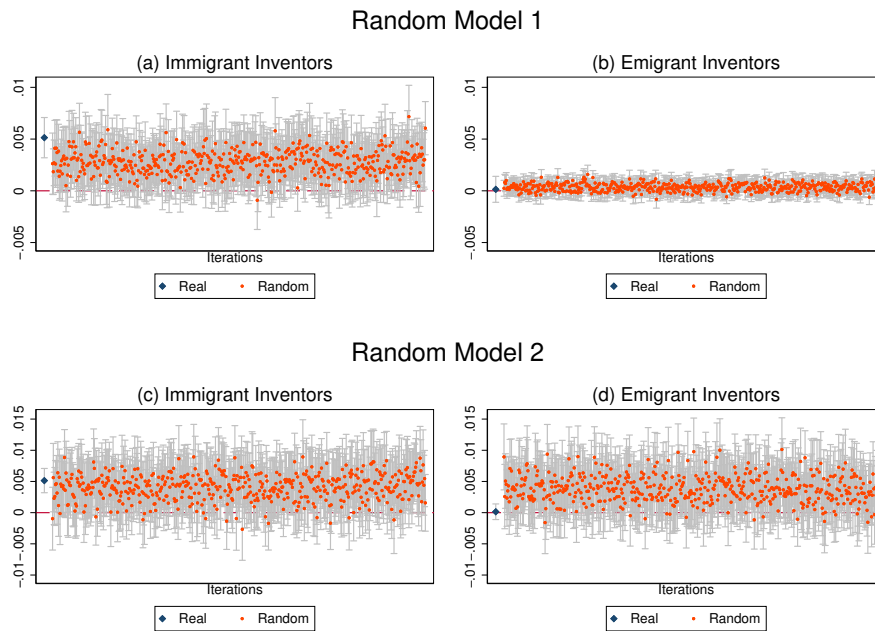 Random Model 1
(a) Immigrant Inventors
.01
.005
0
-.005
Iterations
Real Random
(b) Emigrant Inventors
.01
.005
0
-.005
Iterations
Real Random
Random Model 2
(c) Immigrant Inventors
.015
.01
.005
0
-.005
-.01
Iterations
Real Random
(d) Emigrant Inventors
.015
.01
.005
0
-.005
-.01
Iterations
Real Random